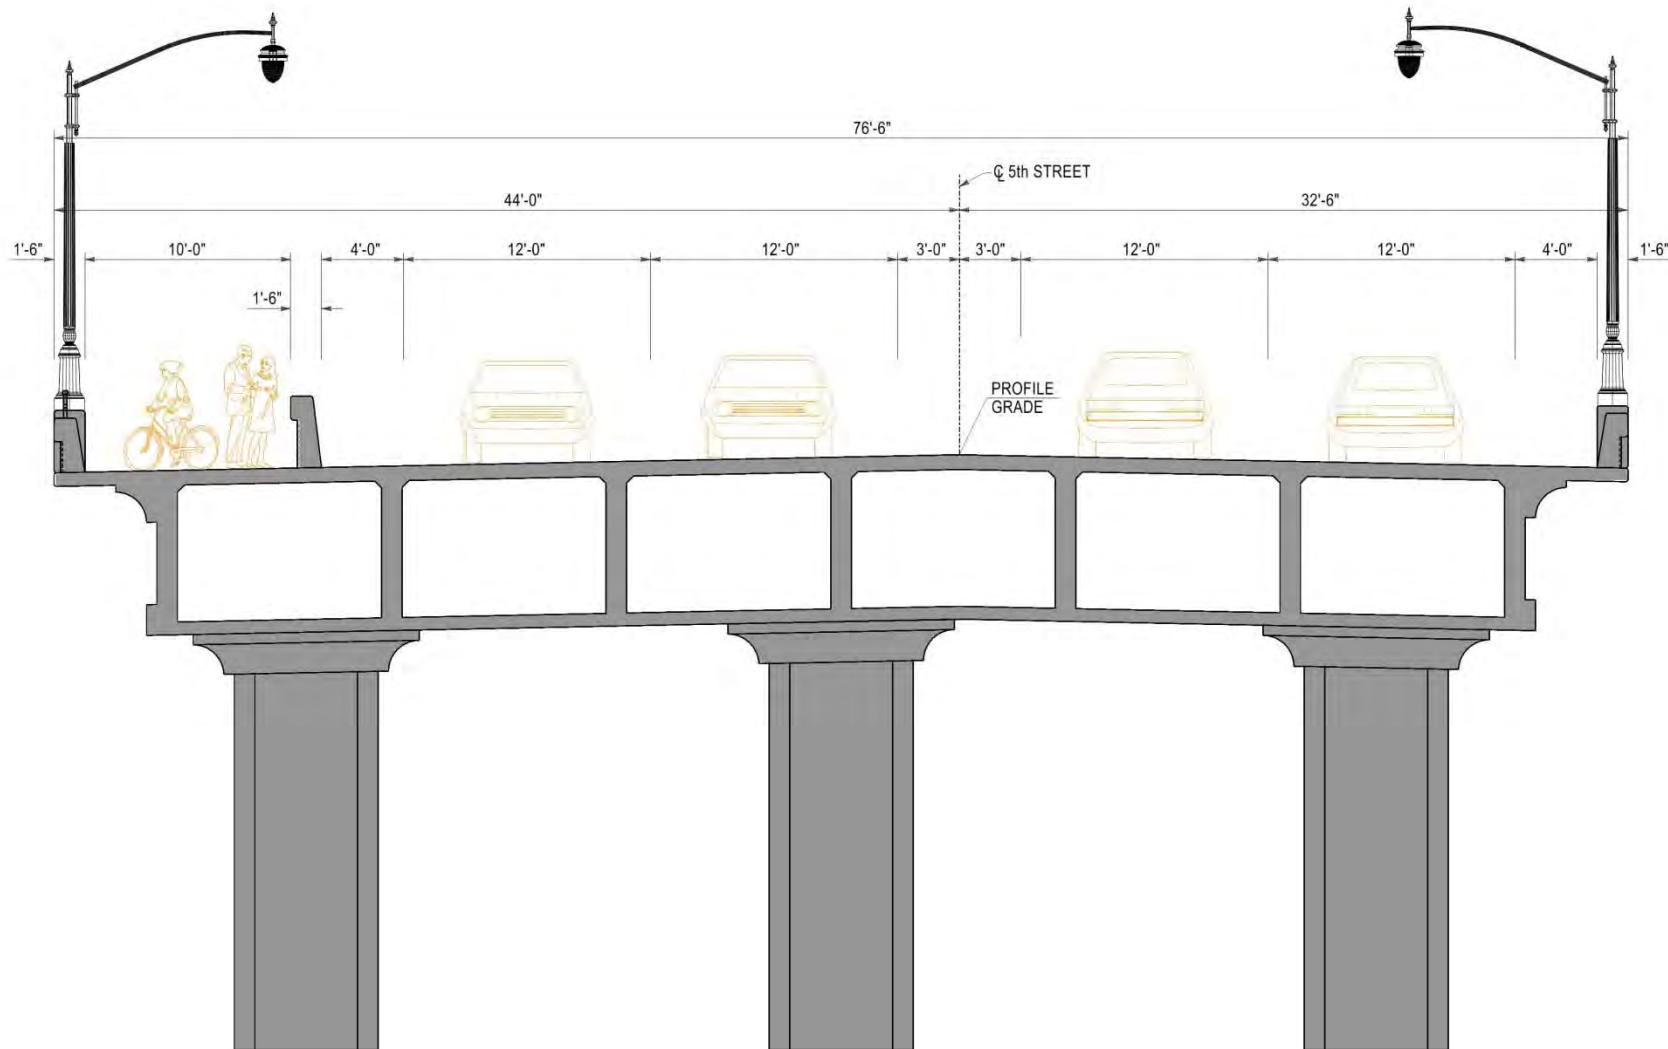 76'-6"
℄ 5th STREET
44'-0" 32'-6"
1'-6" 10'-0" 4'-0" 12'-0" 12'-0" 3'-0" 3'-0" 12'-0" 12'-0" 4'-0" 1'-6"
1'-6"
PROFILE
GRADE